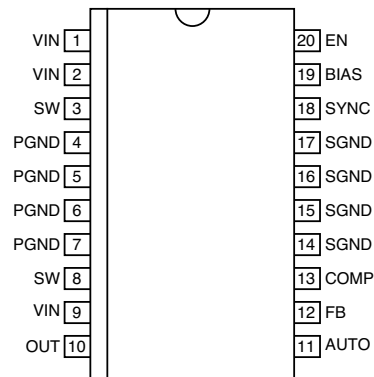 VIN 1 20 EN
VIN 2 19 BIAS
SW 3 18 SYNC
PGND 4 17 SGND
PGND 5 16 SGND
PGND 6 15 SGND
PGND 7 14 SGND
SW 8 13 COMP
VIN 9 12 FB
OUT 10 11 AUTO